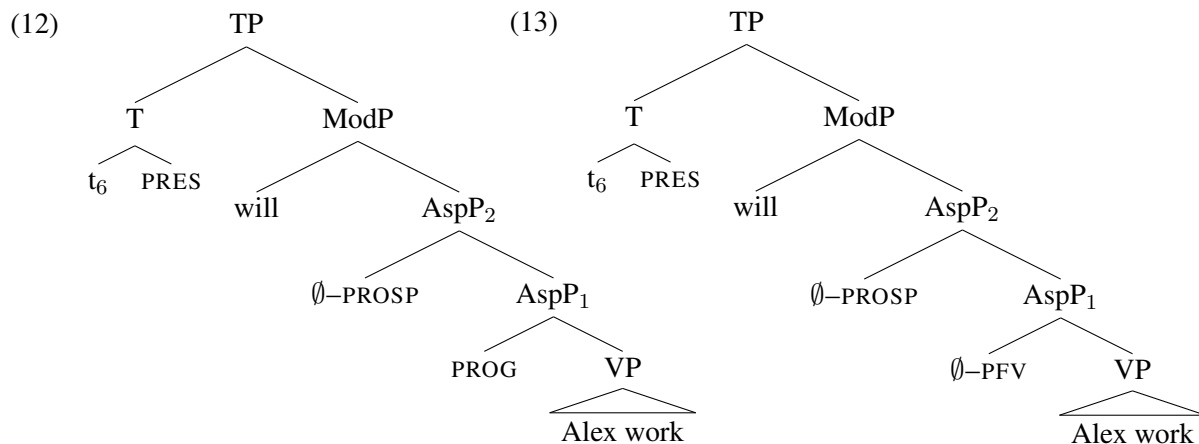 (12) TP (13) TP
T ModP T ModP
t₆ PRES will AspP₂ t₆ PRES will AspP₂
∅–PROSP AspP₁ ∅–PROSP AspP₁
PROG VP ∅–PFV VP
Alex work Alex work